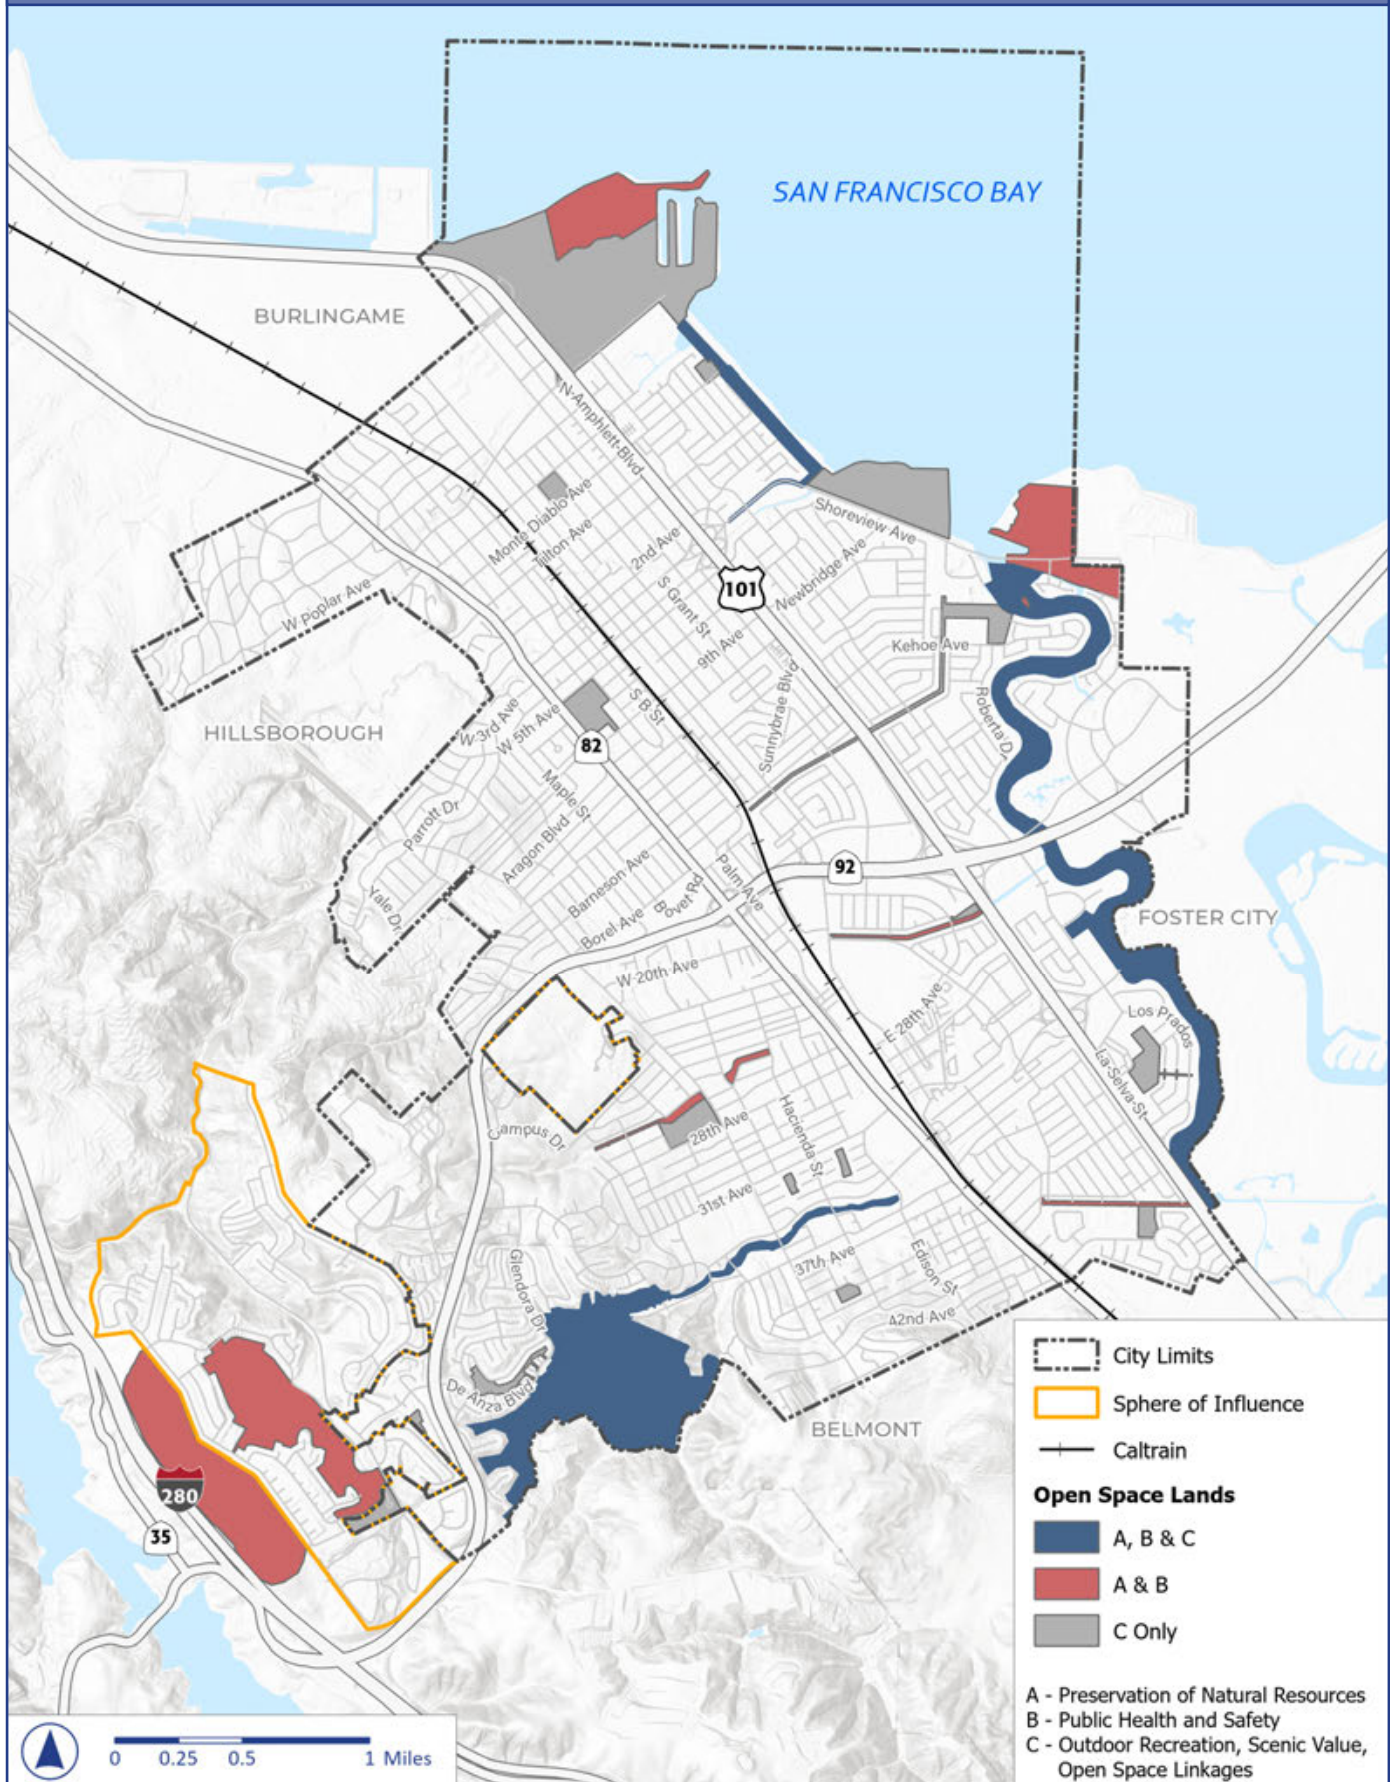 SAN FRANCISCO BAY
BURLINGAME
N Amphlett Blvd
Monte Diablo Ave
Tilton Ave
2nd Ave
Shoreview Ave
101
Newbridge Ave
S Grant St
9th Ave
W Poplar Ave
Kehoe Ave
HILLSBOROUGH
W 3rd Ave
W 5th Ave
S B St
Sunnybrae Blvd
Roberta Dr
82
Maple St
Parrott Dr
Aragon Blvd
Barneson Ave
Palm Ave
92
Yale Dr
Borel Ave
Bovet Rd
FOSTER CITY
W 20th Ave
E 28th Ave
Los Prados
La Selva St
Campus Dr
28th Ave
Hacienda St
31st Ave
Glendora Dr
37th Ave
Edison St
42nd Ave
De Anza Blvd
BELMONT
280
35
City Limits
Sphere of Influence
Caltrain
Open Space Lands
A, B & C
A & B
C Only
A - Preservation of Natural Resources
B - Public Health and Safety
C - Outdoor Recreation, Scenic Value,
Open Space Linkages
0 0.25 0.5 1 Miles